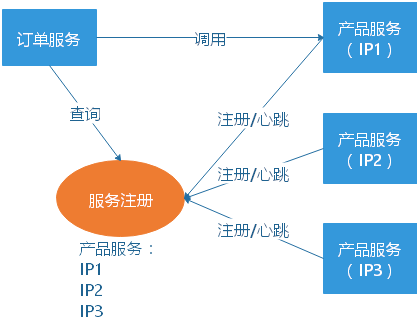 订单服务
调用
产品服务
（ IP1 ）
查询
注册/心跳
注册/心跳
产品服务
（ IP2 ）
服务注册
注册/心跳
产品服务：
IP1
IP2
IP3
产品服务
（ IP3 ）